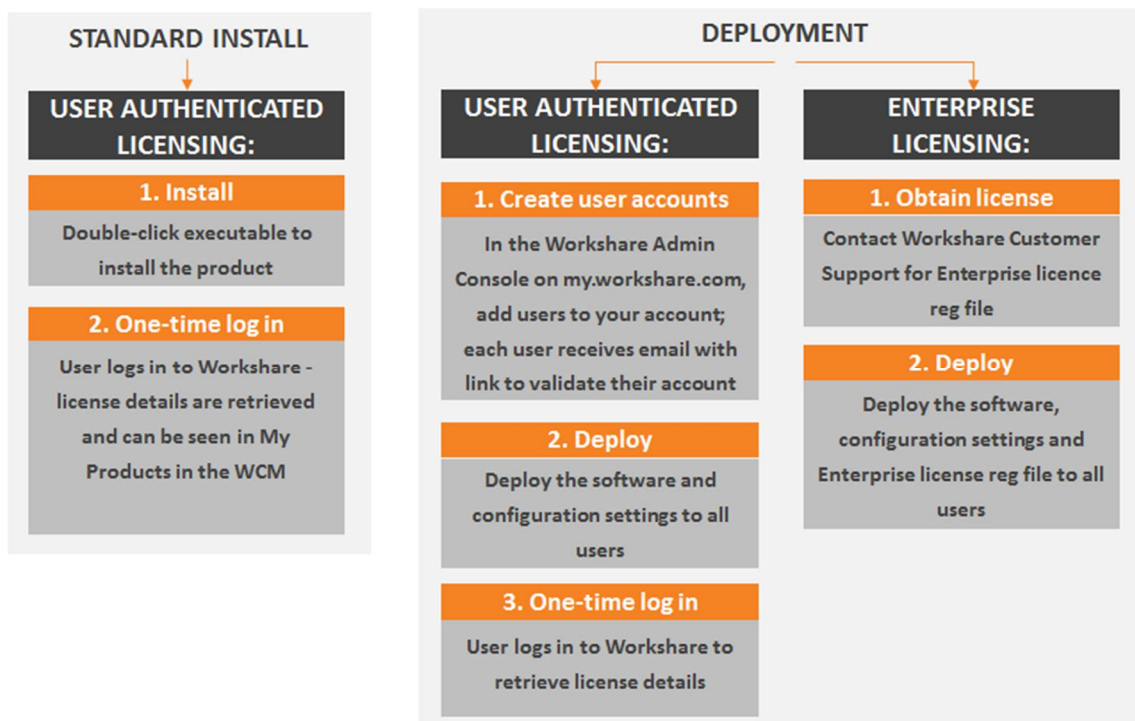 STANDARD INSTALL
USER AUTHENTICATED
LICENSING:
1. Install
Double-click executable to
install the product
2. One-time log in
User logs in to Workshare -
license details are retrieved
and can be seen in My
Products in the WCM
DEPLOYMENT
USER AUTHENTICATED
LICENSING:
1. Create user accounts
In the Workshare Admin
Console on my.workshare.com,
add users to your account;
each user receives email with
link to validate their account
2. Deploy
Deploy the software and
configuration settings to all
users
3. One-time log in
User logs in to Workshare to
retrieve license details
ENTERPRISE
LICENSING:
1. Obtain license
Contact Workshare Customer
Support for Enterprise licence
reg file
2. Deploy
Deploy the software,
configuration settings and
Enterprise license reg file to all
users